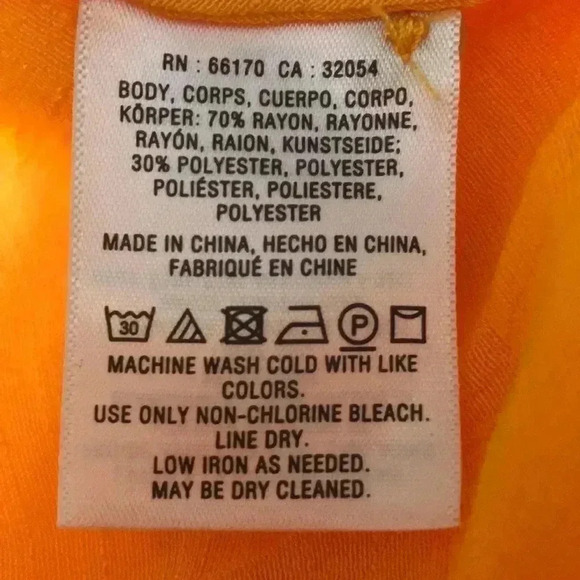 RN : 66170 CA : 32054
BODY, CORPS, CUERPO, CORPO,
KÖRPER: 70% RAYON, RAYONNE,
RAYÓN, RAION, KUNSTSEIDE;
30% POLYESTER, POLYESTER,
POLIÉSTER, POLIESTERE,
POLYESTER
MADE IN CHINA, HECHO EN CHINA,
FABRIQUÉ EN CHINE
30 P
MACHINE WASH COLD WITH LIKE
COLORS.
USE ONLY NON-CHLORINE BLEACH.
LINE DRY.
LOW IRON AS NEEDED.
MAY BE DRY CLEANED.